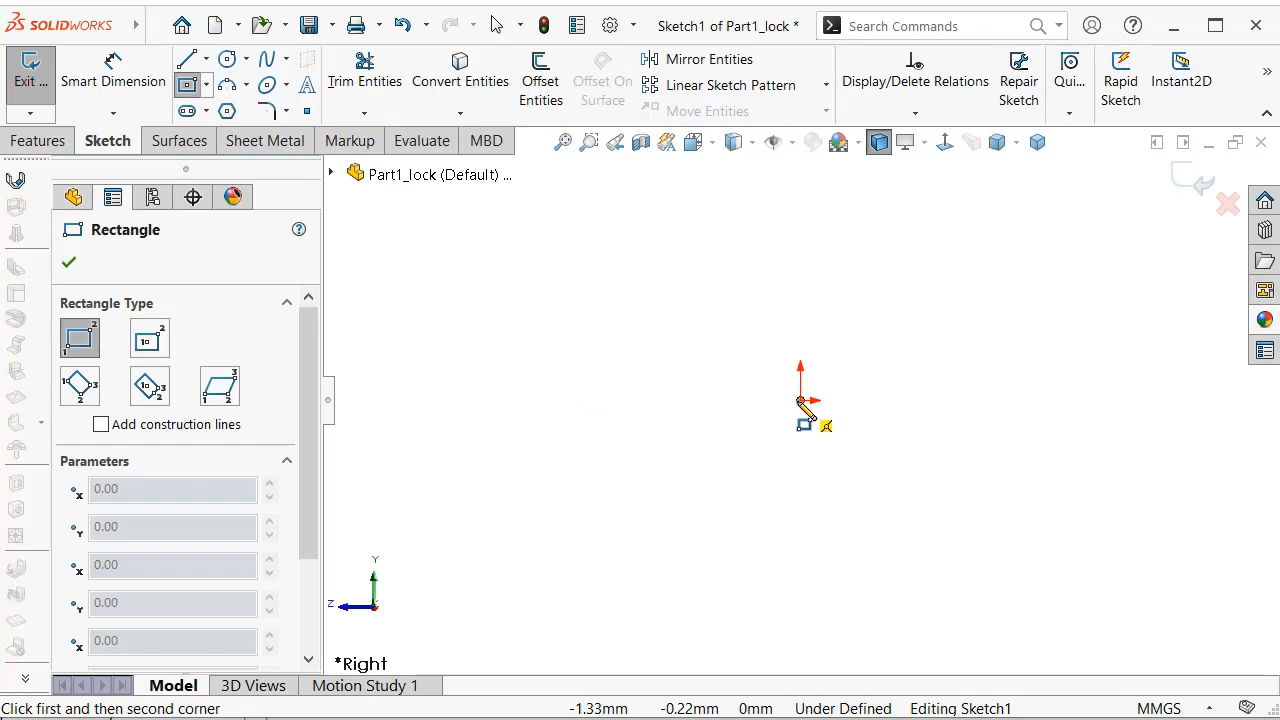 SOLIDWORKS
Sketch1 of Part1_lock *
Search Commands
Exit ...
Smart Dimension
Trim Entities
Convert Entities
Offset Entities
Offset On Surface
Mirror Entities
Linear Sketch Pattern
Move Entities
Display/Delete Relations
Repair Sketch
Qui...
Rapid Sketch
Instant2D
Features
Sketch
Surfaces
Sheet Metal
Markup
Evaluate
MBD
Part1_lock (Default) ...
Rectangle
Rectangle Type
Add construction lines
Parameters
x 0.00
Y 0.00
x 0.00
Y 0.00
x 0.00
Y
Z
*Right
Model
3D Views
Motion Study 1
Click first and then second corner
-1.33mm
-0.22mm
0mm
Under Defined
Editing Sketch1
MMGS